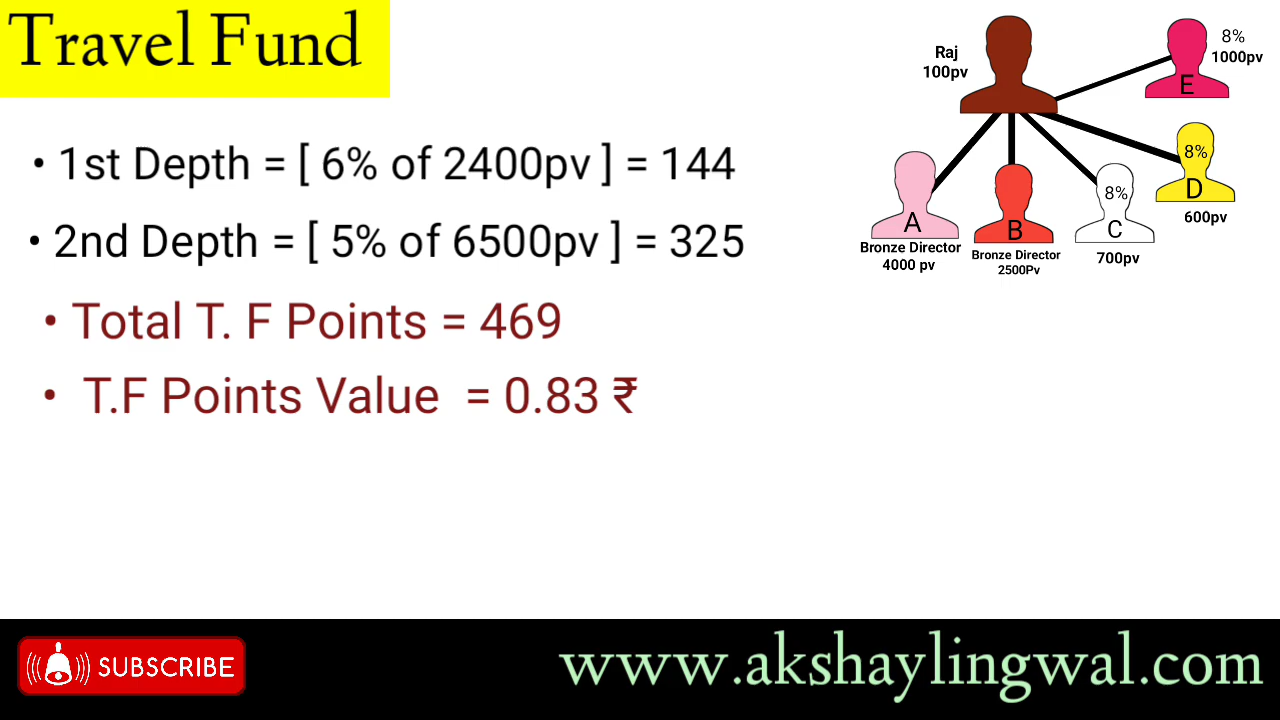 Travel Fund
• 1st Depth = [ 6% of 2400pv ] = 144
• 2nd Depth = [ 5% of 6500pv ] = 325
• Total T. F Points = 469
• T.F Points Value = 0.83 ₹
Raj
100pv
E
8%
1000pv
8%
D
600pv
A
Bronze Director
4000 pv
B
Bronze Director
2500Pv
8%
C
700pv
SUBSCRIBE
www.akshaylingwal.com